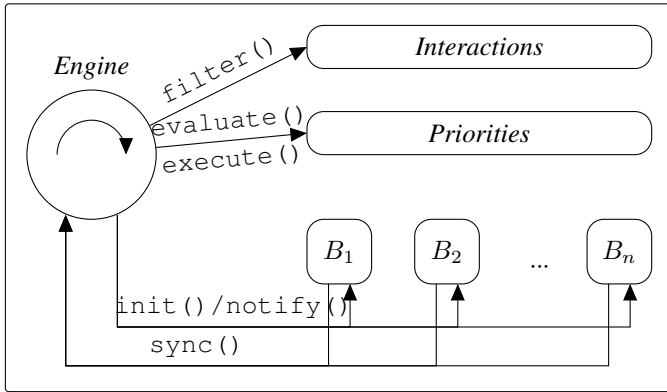 Interactions
Engine
filter()
evaluate()
Priorities
execute()
B1 B2 ... Bn
init()/notify()
sync()